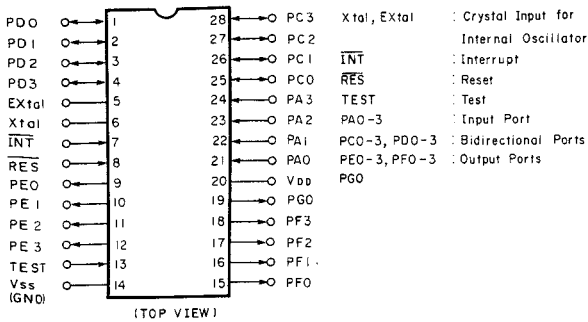 PD0 1 28 PC3
PD1 2 27 PC2
PD2 3 26 PC1
PD3 4 25 PC0
EXtal 5 24 PA3
Xtal 6 23 PA2
INT 7 22 PA1
RES 8 21 PA0
PE0 9 20 VDD
PE1 10 19 PG0
PE2 11 18 PF3
PE3 12 17 PF2
TEST 13 16 PF1
Vss 14 15 PF0
(GND)
(TOP VIEW)
Xtal, EXtal : Crystal Input for
Internal Oscillator
INT : Interrupt
RES : Reset
TEST : Test
PA0-3 : Input Port
PC0-3, PD0-3 : Bidirectional Ports
PE0-3, PF0-3 : Output Ports
PG0